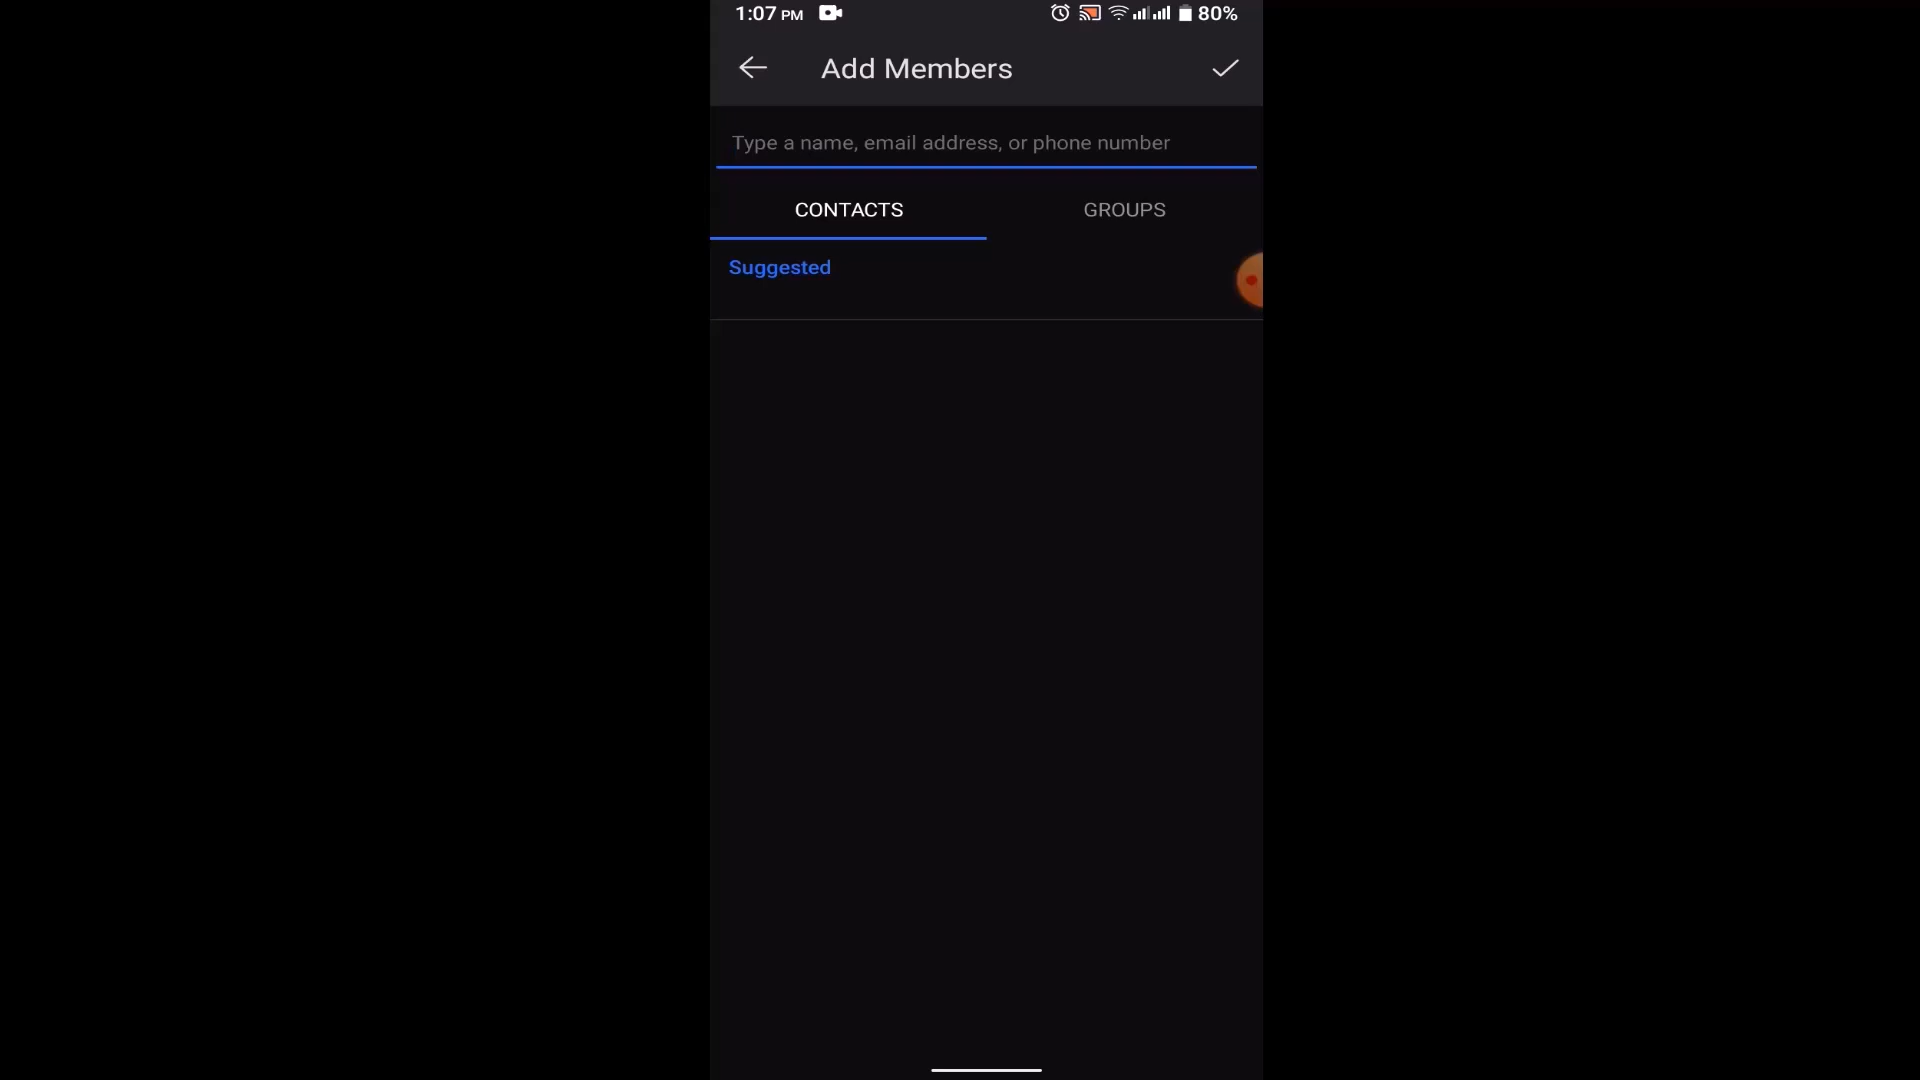 1:07 PM 80%
Add Members
Type a name, email address, or phone number
CONTACTS GROUPS
Suggested